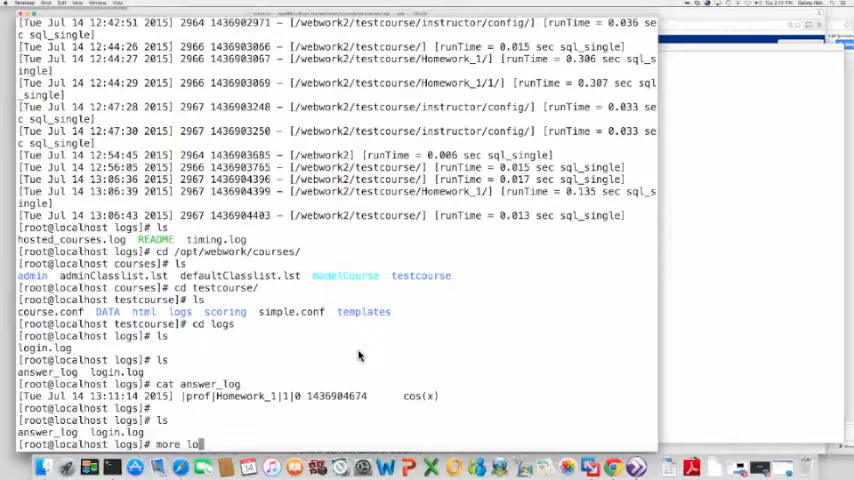 [Tue Jul 14 12:42:51 2015] 2964 1436902971 - [/webwork2/testcourse/instructor/config/] [runTime = 0.036 se
c sql_single]
[Tue Jul 14 12:44:26 2015] 2966 1436903066 - [/webwork2/testcourse/] [runTime = 0.015 sec sql_single]
[Tue Jul 14 12:44:27 2015] 2966 1436903067 - [/webwork2/testcourse/Homework_1/] [runTime = 0.306 sec sql_s
ingle]
[Tue Jul 14 12:44:29 2015] 2966 1436903069 - [/webwork2/testcourse/Homework_1/1/] [runTime = 0.307 sec sql
_single]
[Tue Jul 14 12:47:28 2015] 2967 1436903248 - [/webwork2/testcourse/instructor/config/] [runTime = 0.033 se
c sql_single]
[Tue Jul 14 12:47:30 2015] 2967 1436903250 - [/webwork2/testcourse/instructor/config/] [runTime = 0.033 se
c sql_single]
[Tue Jul 14 12:54:45 2015] 2964 1436903685 - [/webwork2] [runTime = 0.006 sec sql_single]
[Tue Jul 14 12:56:05 2015] 2964 1436903765 - [/webwork2/testcourse/] [runTime = 0.015 sec sql_single]
[Tue Jul 14 13:06:36 2015] 2964 1436904396 - [/webwork2/testcourse/] [runTime = 0.017 sec sql_single]
[Tue Jul 14 13:06:39 2015] 2964 1436904399 - [/webwork2/testcourse/Homework_1/] [runTime = 0.135 sec sql_s
ingle]
[Tue Jul 14 13:06:43 2015] 2964 1436904403 - [/webwork2/testcourse/] [runTime = 0.013 sec sql_single]
[root@localhost logs]# ls
hosted_courses.log README timing.log
[root@localhost logs]# cd /opt/webwork/courses/
[root@localhost courses]# ls
admin adminClasslist.lst defaultClasslist.lst modelCourse testcourse
[root@localhost courses]# cd testcourse/
[root@localhost testcourse]# ls
course.conf DATA html logs scoring simple.conf templates
[root@localhost testcourse]# cd logs
[root@localhost logs]# ls
login.log
[root@localhost logs]# ls
answer_log login.log
[root@localhost logs]# cat answer_log
[Tue Jul 14 13:11:14 2015] |prof|Homework_1|1|0 1436904674 cos(x)
[root@localhost logs]#
[root@localhost logs]# ls
answer_log login.log
[root@localhost logs]# more lo